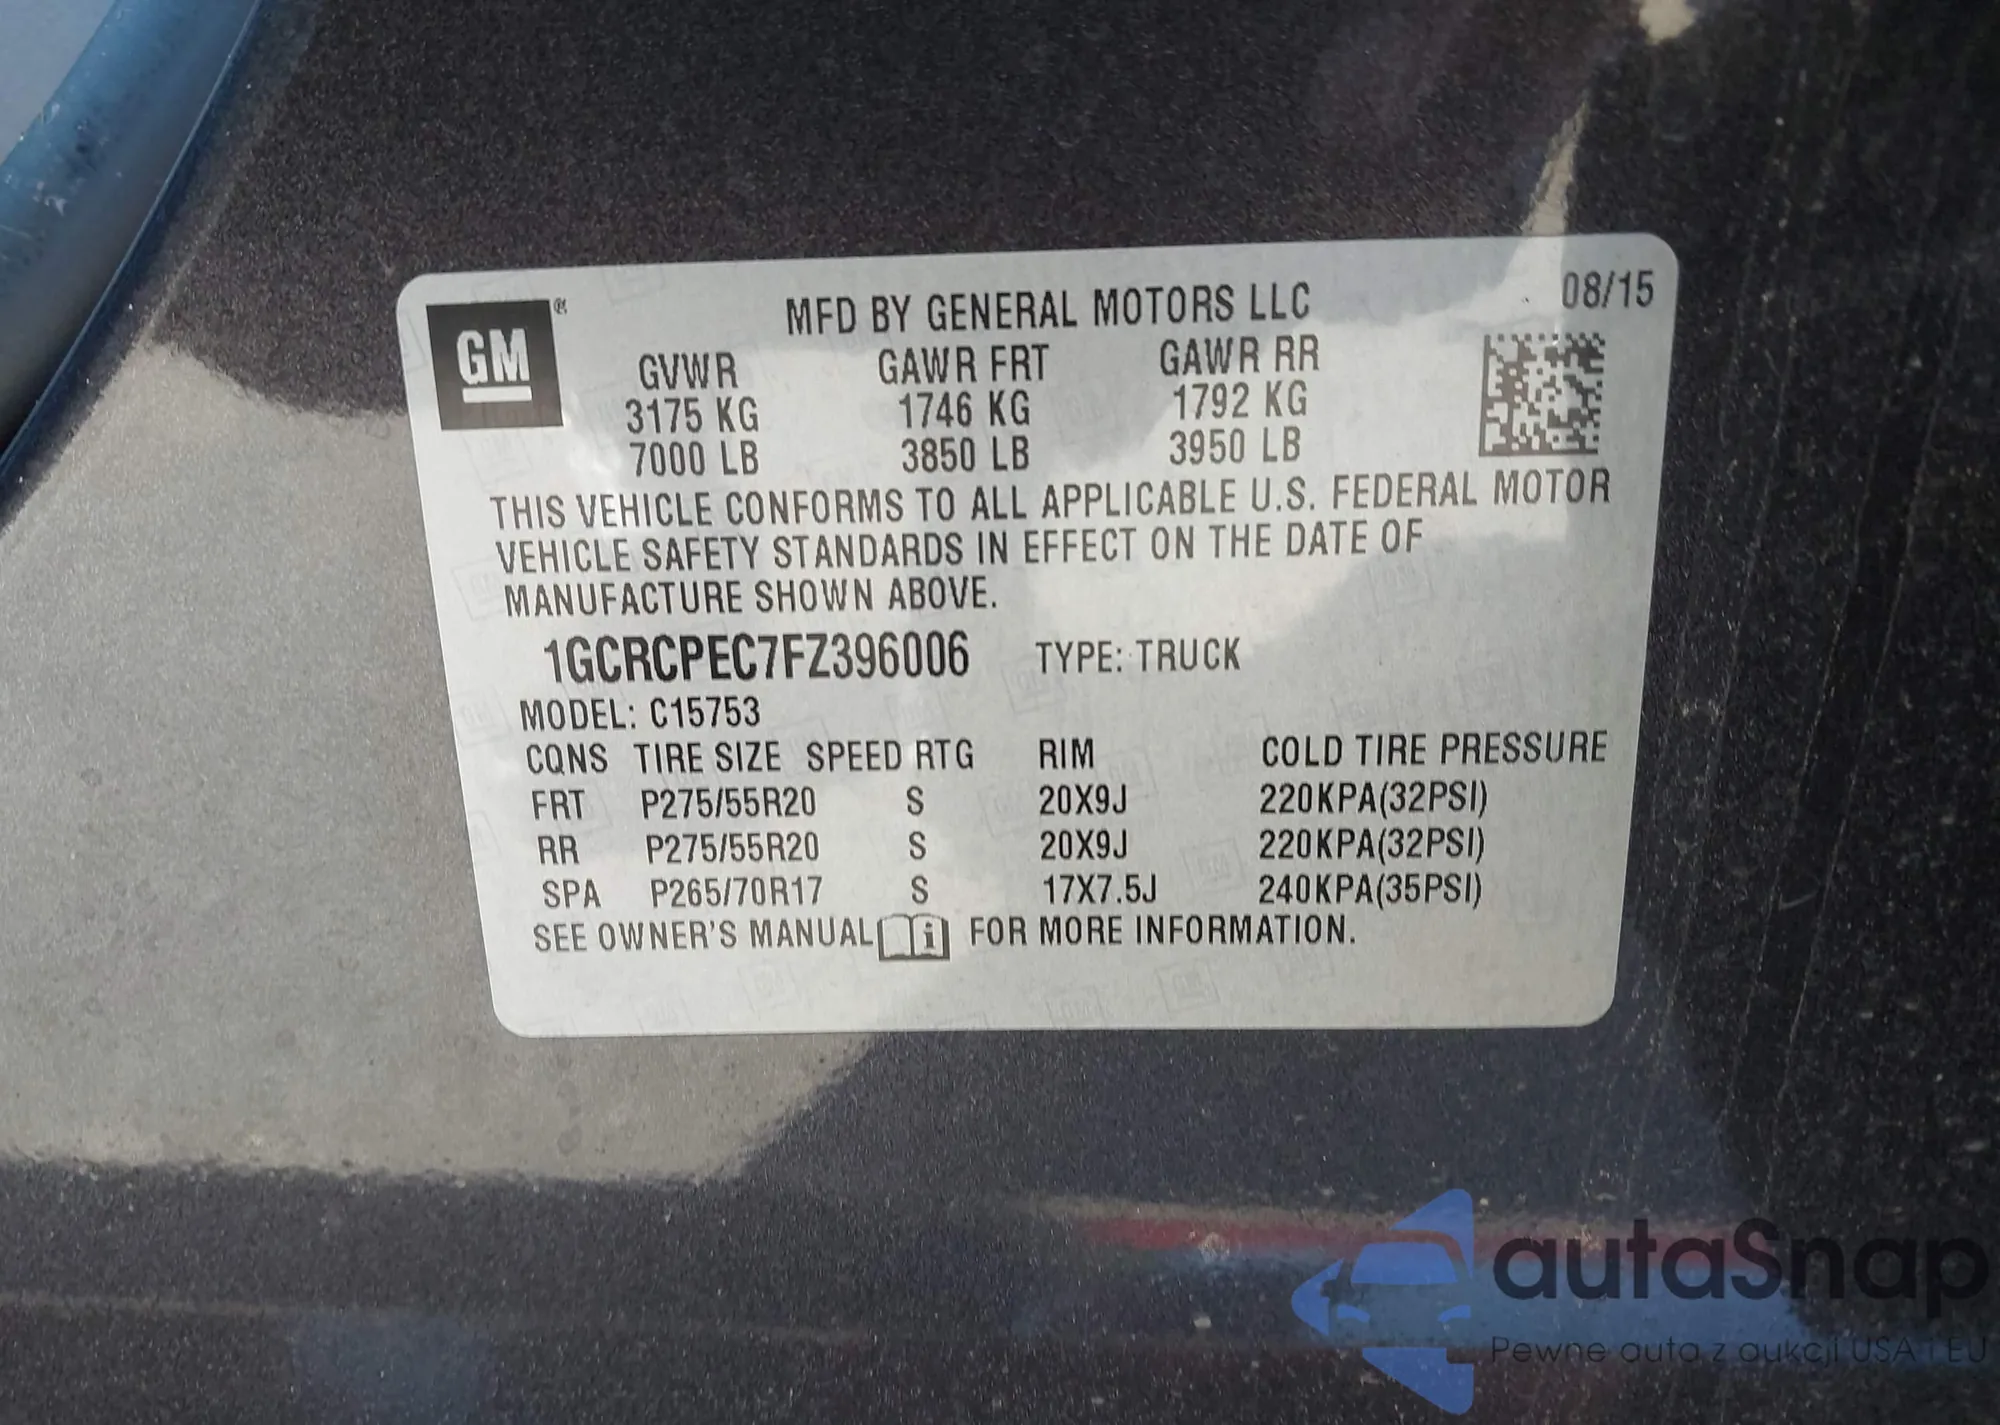 GM ®
MFD BY GENERAL MOTORS LLC
08/15
GVWR GAWR FRT GAWR RR
3175 KG 1746 KG 1792 KG
7000 LB 3850 LB 3950 LB
THIS VEHICLE CONFORMS TO ALL APPLICABLE U.S. FEDERAL MOTOR
VEHICLE SAFETY STANDARDS IN EFFECT ON THE DATE OF
MANUFACTURE SHOWN ABOVE.
1GCRCPEC7FZ396006 TYPE: TRUCK
MODEL: C15753
CQNS TIRE SIZE SPEED RTG RIM COLD TIRE PRESSURE
FRT P275/55R20 S 20X9J 220KPA(32PSI)
RR P275/55R20 S 20X9J 220KPA(32PSI)
SPA P265/70R17 S 17X7.5J 240KPA(35PSI)
SEE OWNER'S MANUAL i FOR MORE INFORMATION.
autaSnap
Pewne auta z aukcji USA i EU